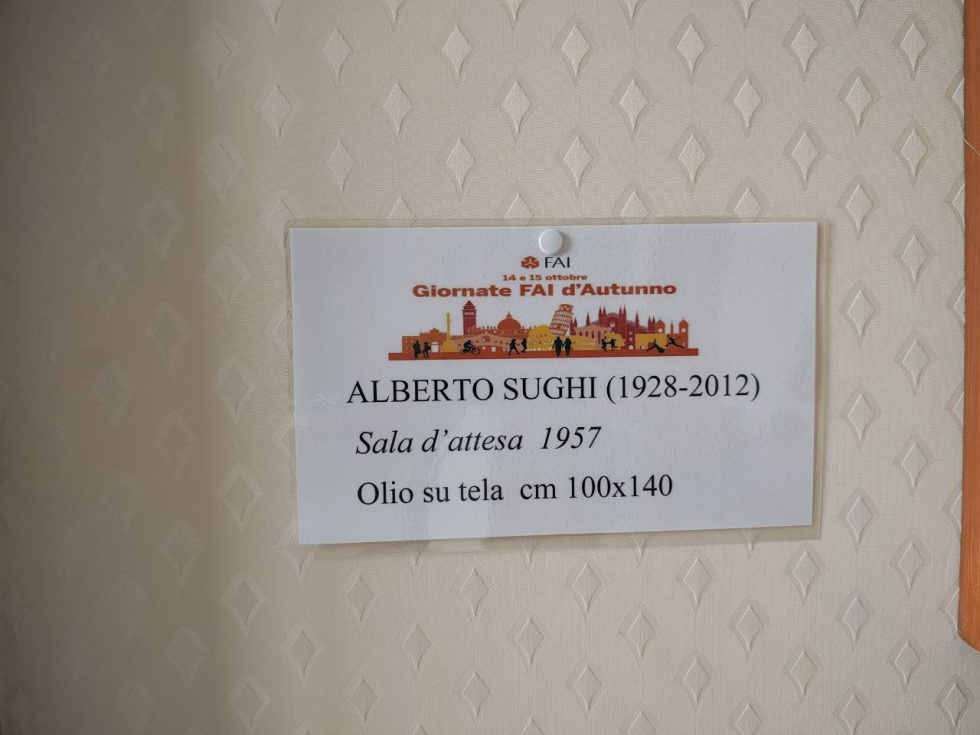 FAI
14 e 15 ottobre
Giornate FAI d'Autunno
ALBERTO SUGHI (1928-2012)
Sala d'attesa 1957
Olio su tela cm 100x140